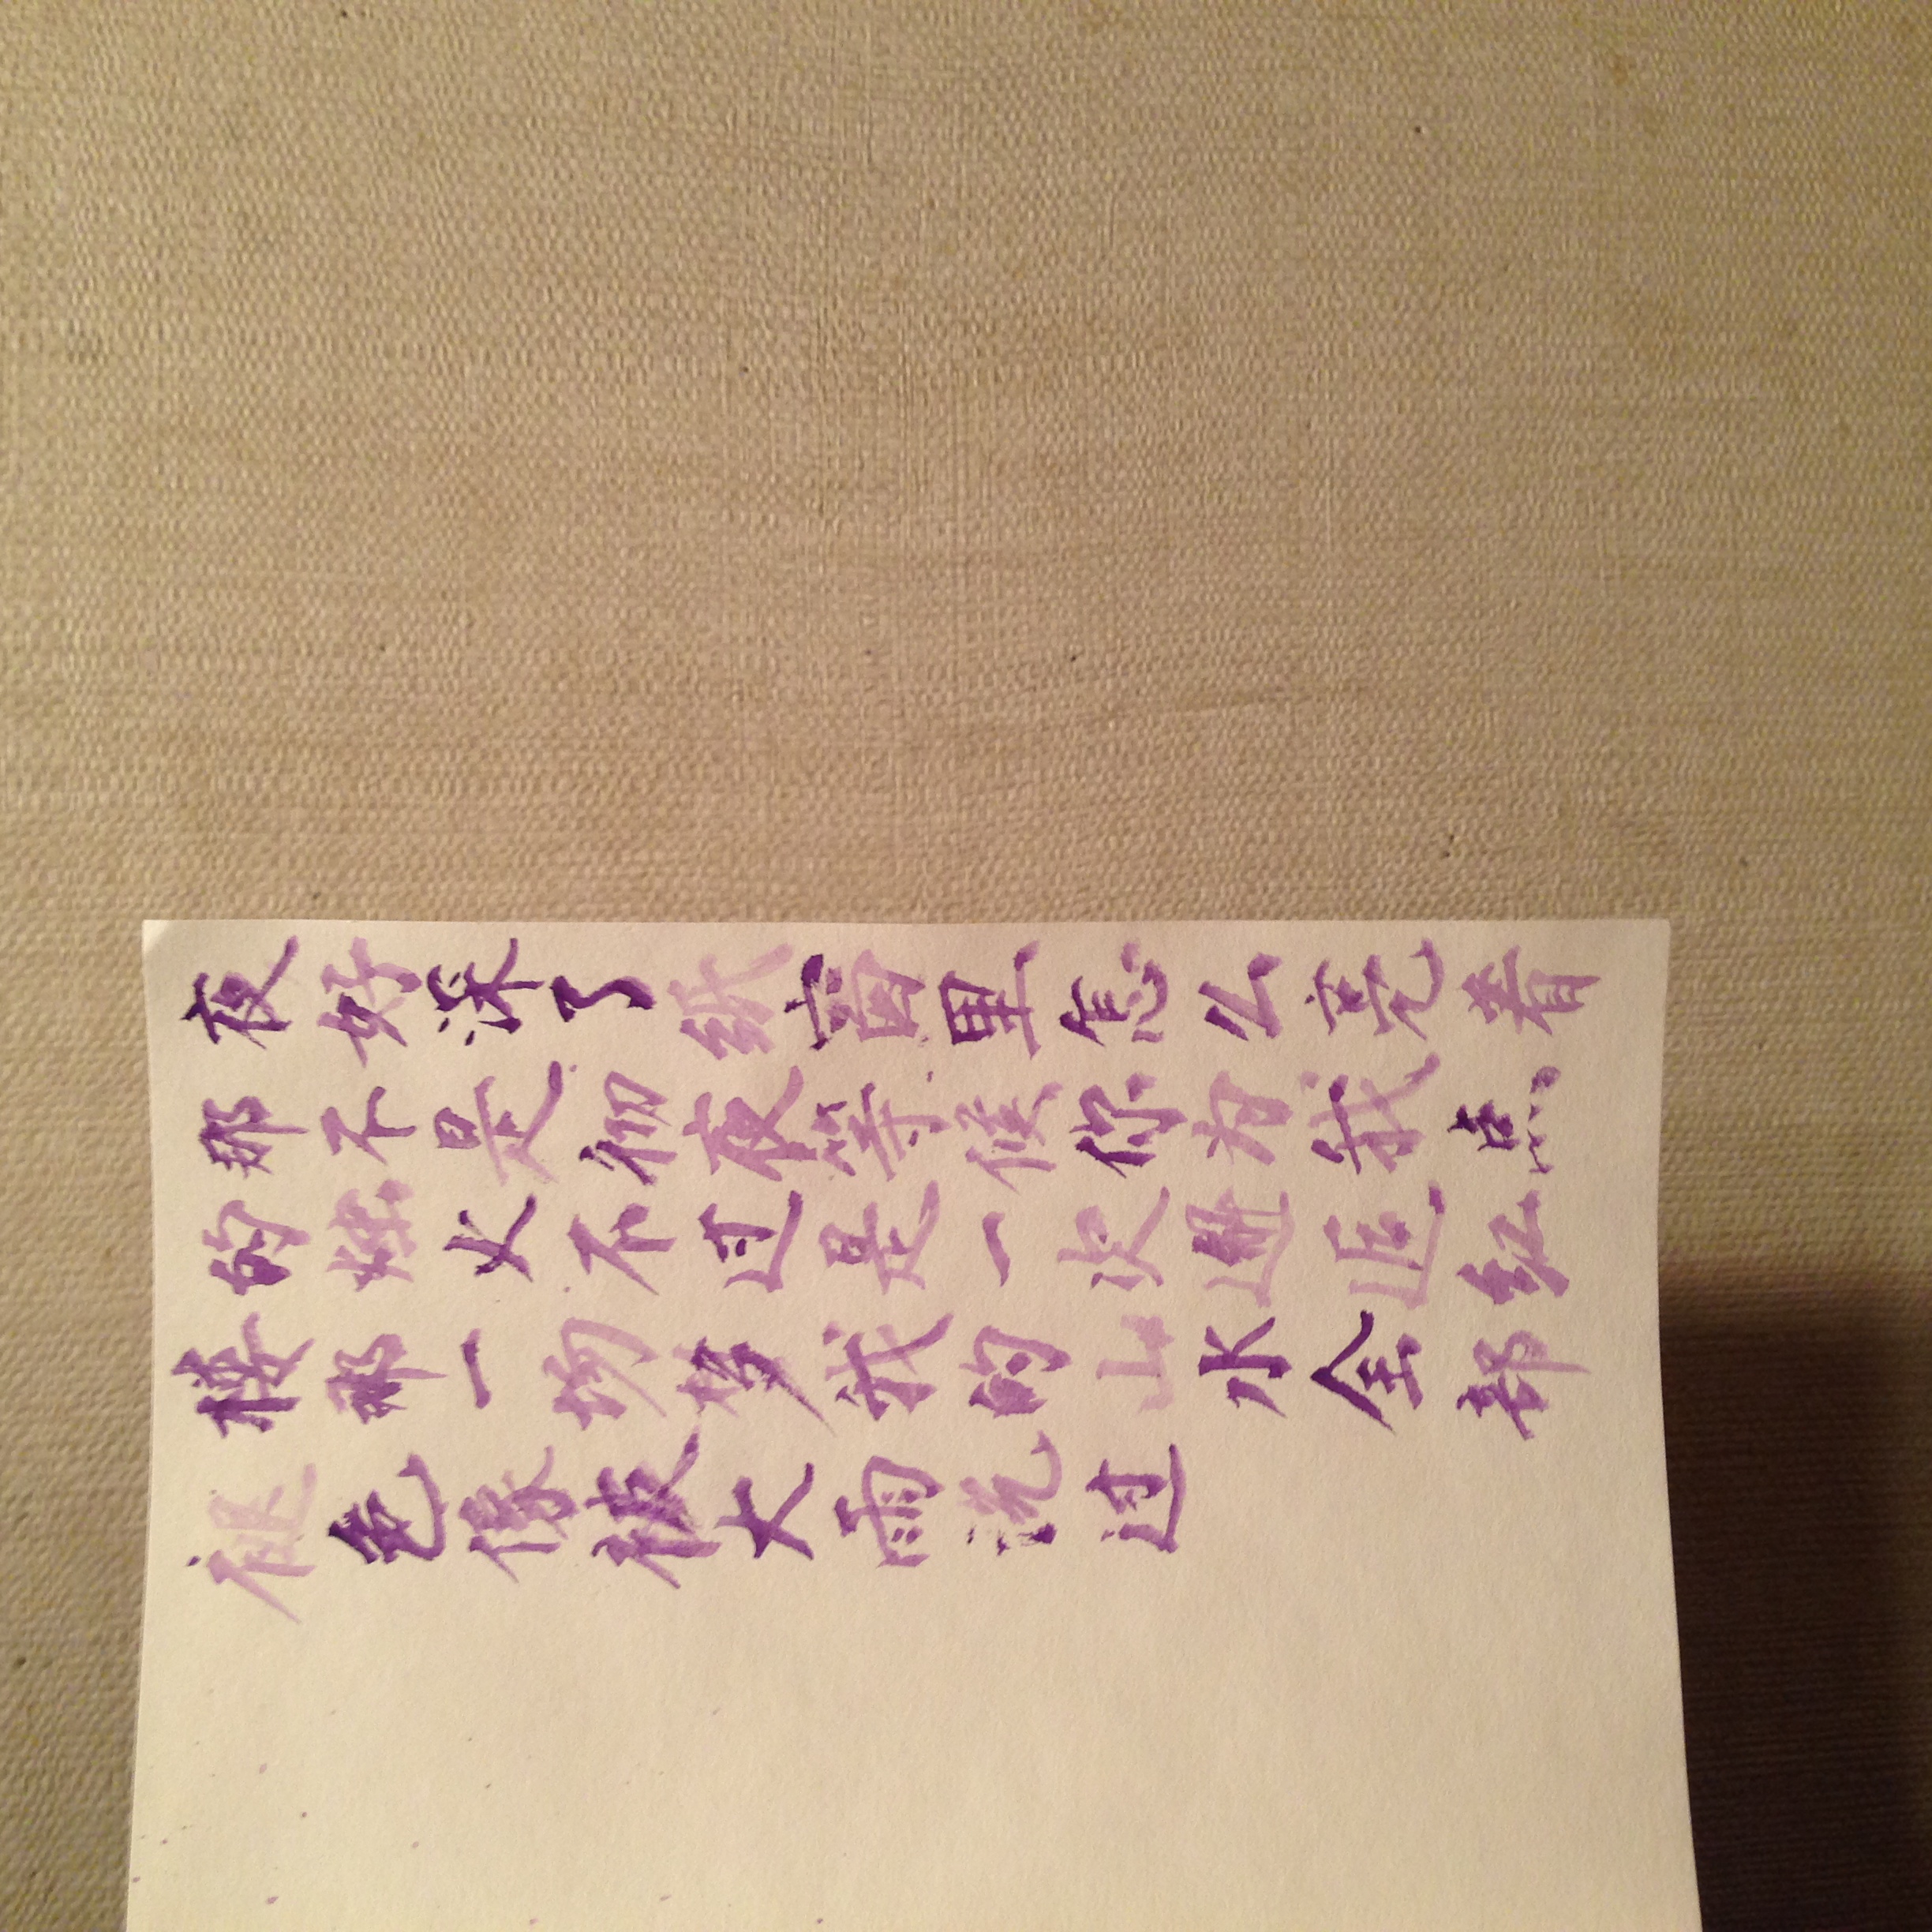 夜好深了纸窗里怎么亮着
那不是彻夜等候你为我点
的烛火不过是一次邂逅红
楼那一场梦我的山水全部
褪色像被大雨洗过